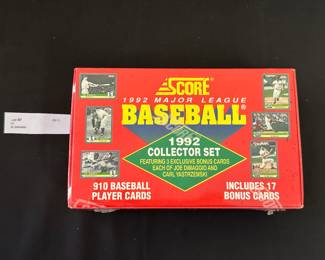 SCORE
1992 MAJOR LEAGUE
BASEBALL
1992
COLLECTOR SET
FEATURING 3 EXCLUSIVE BONUS CARDS
EACH OF JOE DIMAGGIO AND
CARL YASTRZEMSKI
910 BASEBALL
PLAYER CARDS
INCLUDES 17
BONUS CARDS